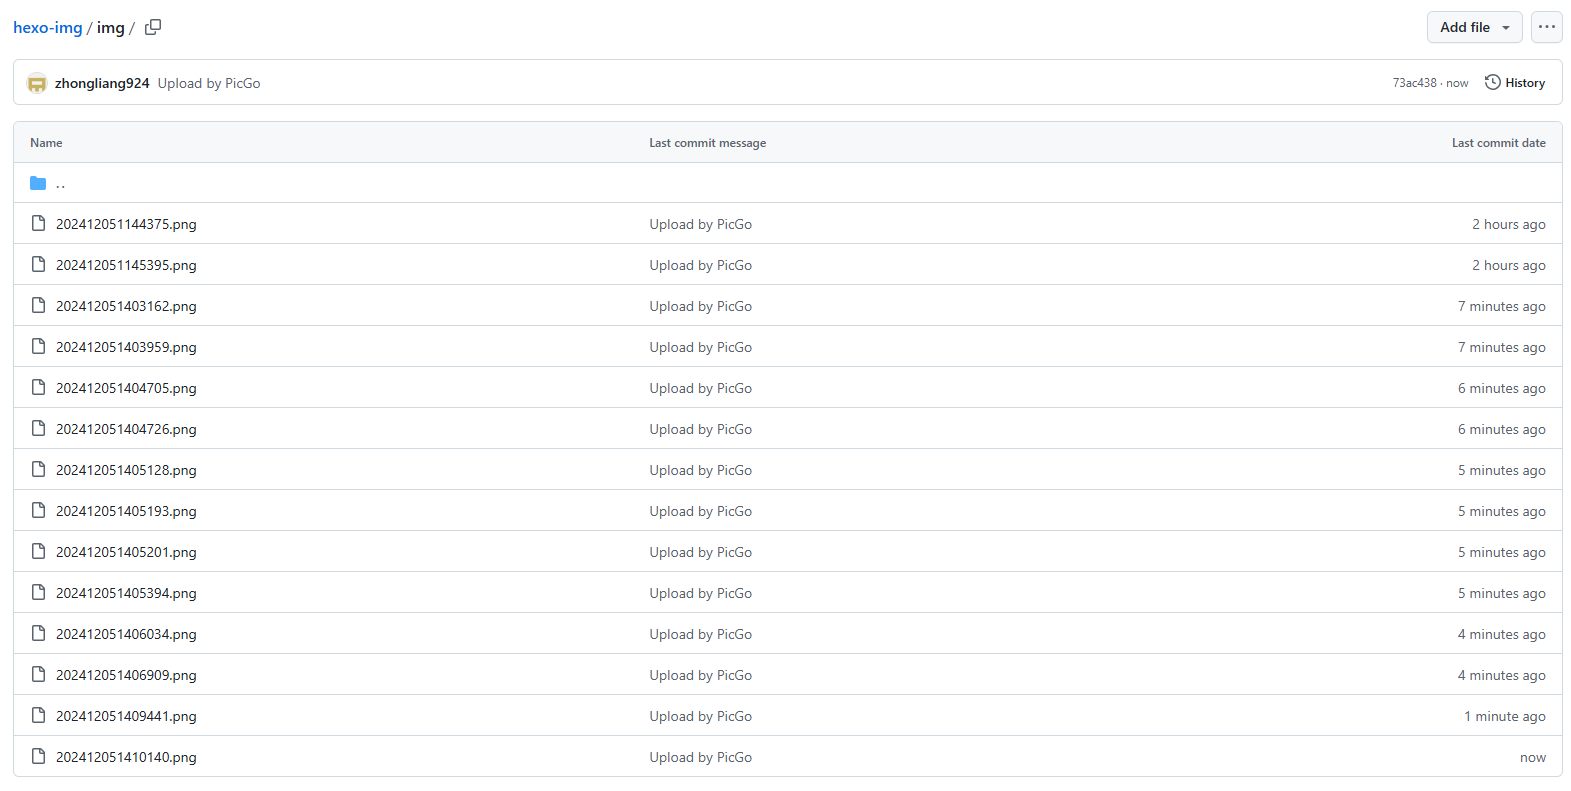 hexo-img / img /
Add file
zhongliang924 Upload by PicGo
73ac438 · now
History
Name Last commit message Last commit date
..
202412051144375.png Upload by PicGo 2 hours ago
202412051145395.png Upload by PicGo 2 hours ago
202412051403162.png Upload by PicGo 7 minutes ago
202412051403959.png Upload by PicGo 7 minutes ago
202412051404705.png Upload by PicGo 6 minutes ago
202412051404726.png Upload by PicGo 6 minutes ago
202412051405128.png Upload by PicGo 5 minutes ago
202412051405193.png Upload by PicGo 5 minutes ago
202412051405201.png Upload by PicGo 5 minutes ago
202412051405394.png Upload by PicGo 5 minutes ago
202412051406034.png Upload by PicGo 4 minutes ago
202412051406909.png Upload by PicGo 4 minutes ago
202412051409441.png Upload by PicGo 1 minute ago
202412051410140.png Upload by PicGo now